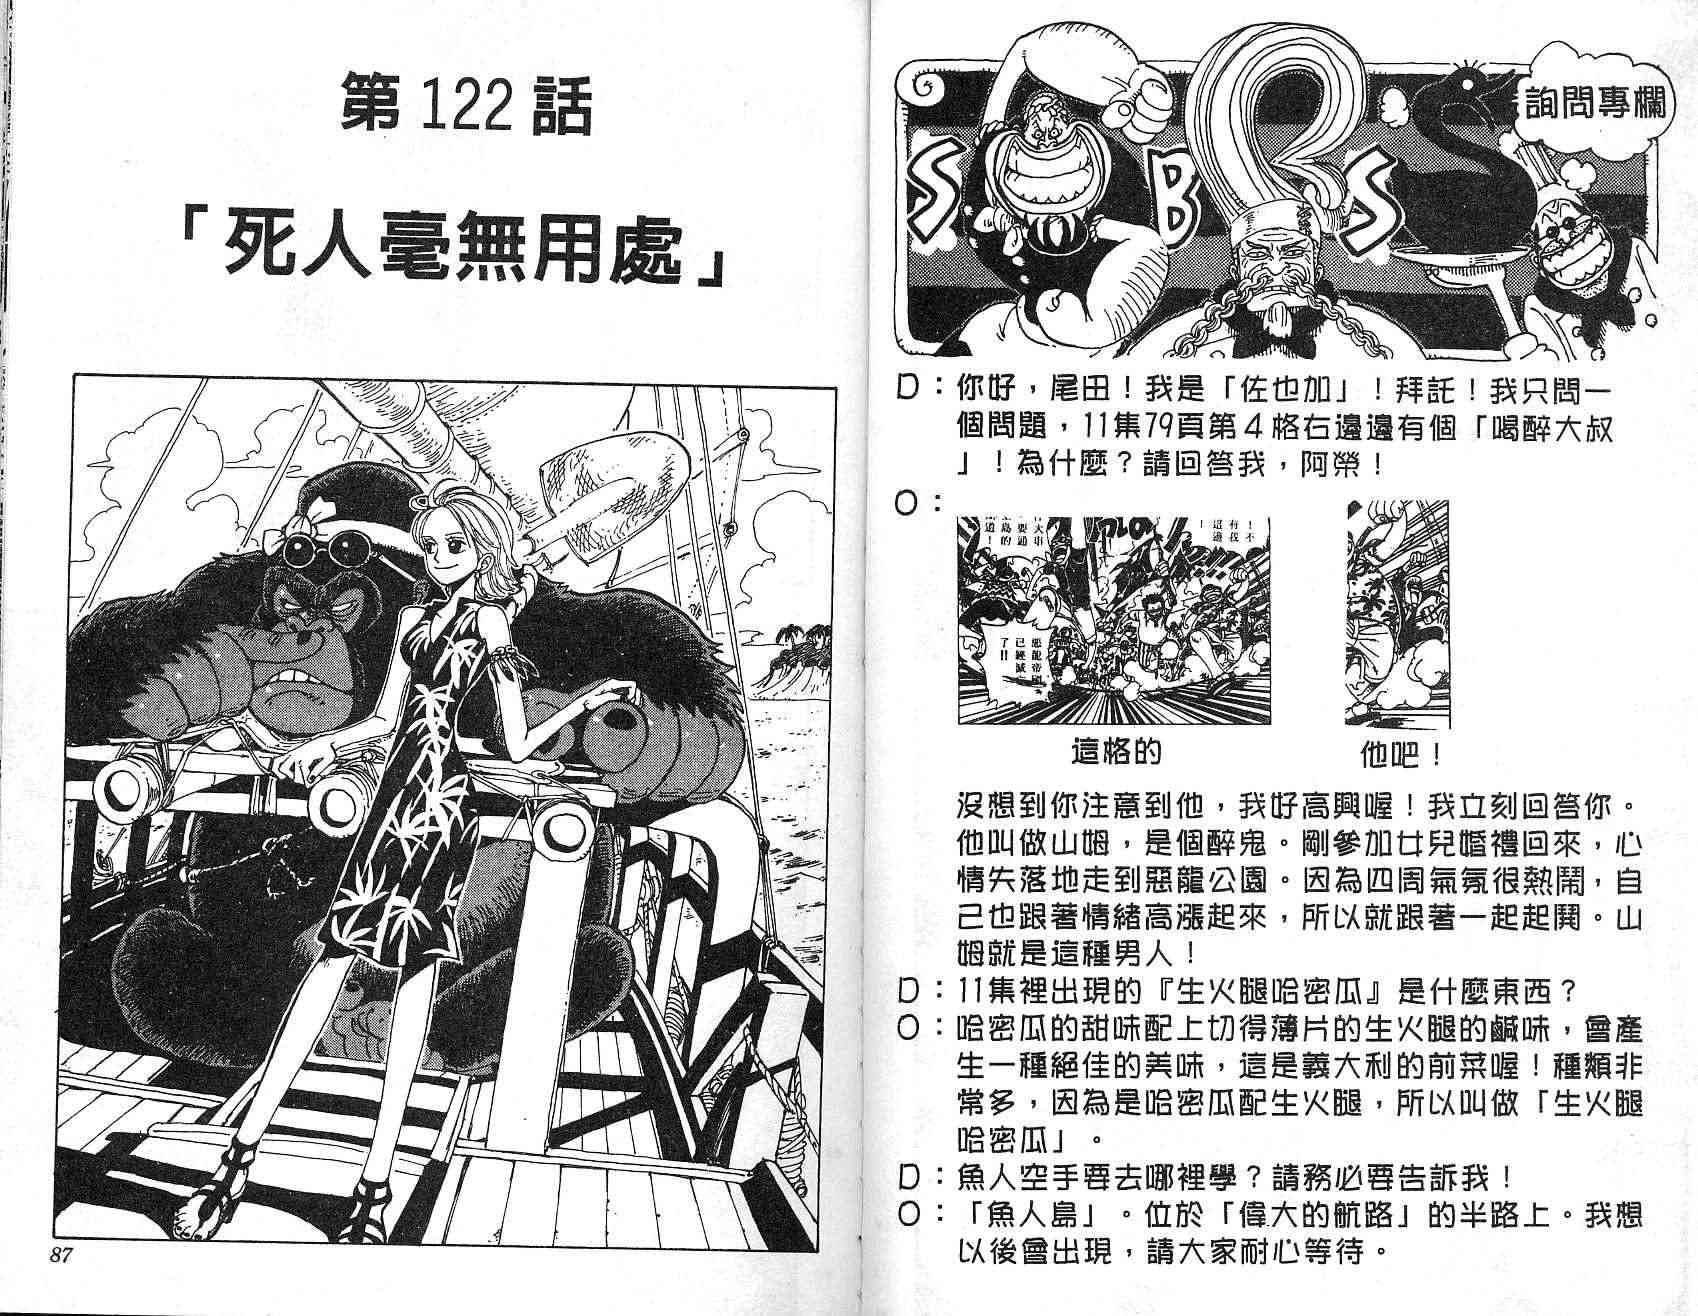 詢問專欄
SBS
D：你好，尾田！我是「佐也加」！拜託！我只問一
個問題，11集79頁第4格右邊邊有個「喝醉大叔
」！為什麼？請回答我，阿榮！
O：
這格的
他吧！
沒想到你注意到他，我好高興喔！我立刻回答你。
他叫做山姆，是個醉鬼。剛參加女兒婚禮回來，心
情失落地走到惡龍公園。因為四周氣氛很熱鬧，自
己也跟著情緒高漲起來，所以就跟著一起起鬨。山
姆就是這種男人！
D：11集裡出現的『生火腿哈密瓜』是什麼東西？
O：哈密瓜的甜味配上切得薄片的生火腿的鹹味，會產
生一種絕佳的美味，這是義大利的前菜喔！種類非
常多，因為是哈密瓜配生火腿，所以叫做「生火腿
哈密瓜」。
D：魚人空手要去哪裡學？請務必要告訴我！
O：「魚人島」。位於「偉大的航路」的半路上。我想
以後會出現，請大家耐心等待。
第122話
「死人毫無用處」
87